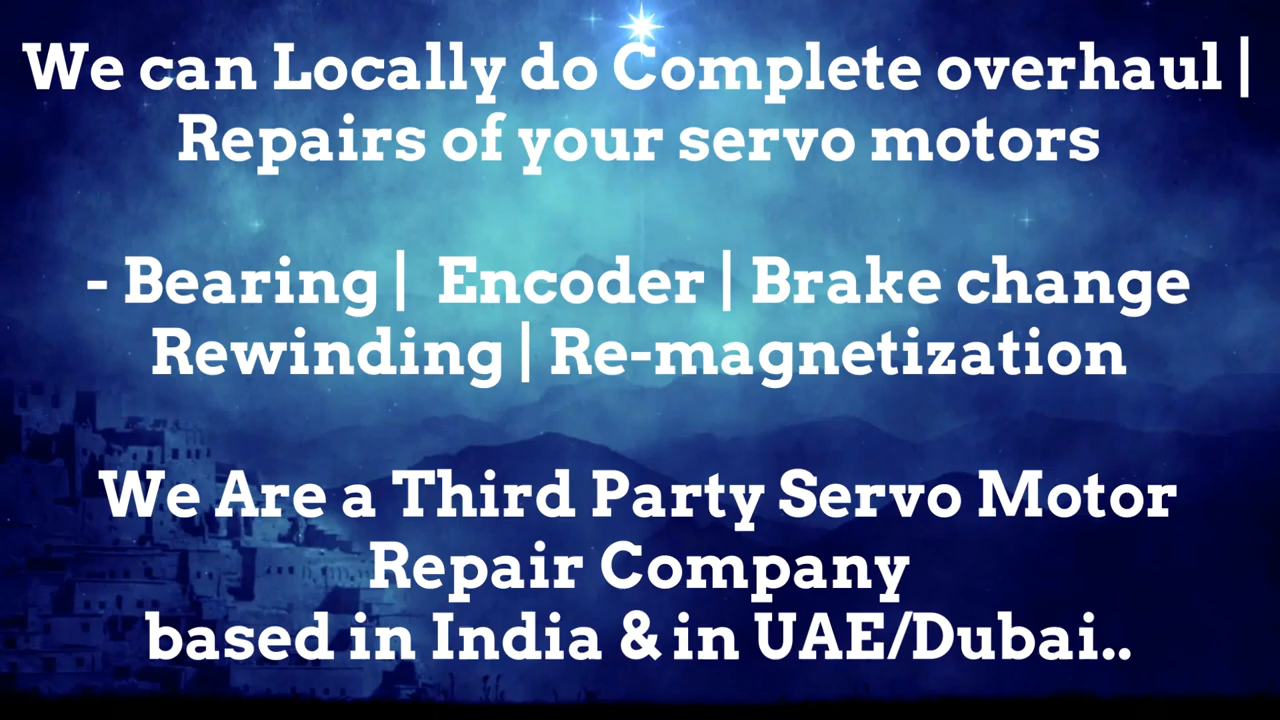 We can Locally do Complete overhaul |
Repairs of your servo motors
- Bearing | Encoder | Brake change
Rewinding | Re-magnetization
We Are a Third Party Servo Motor
Repair Company
based in India & in UAE/Dubai..